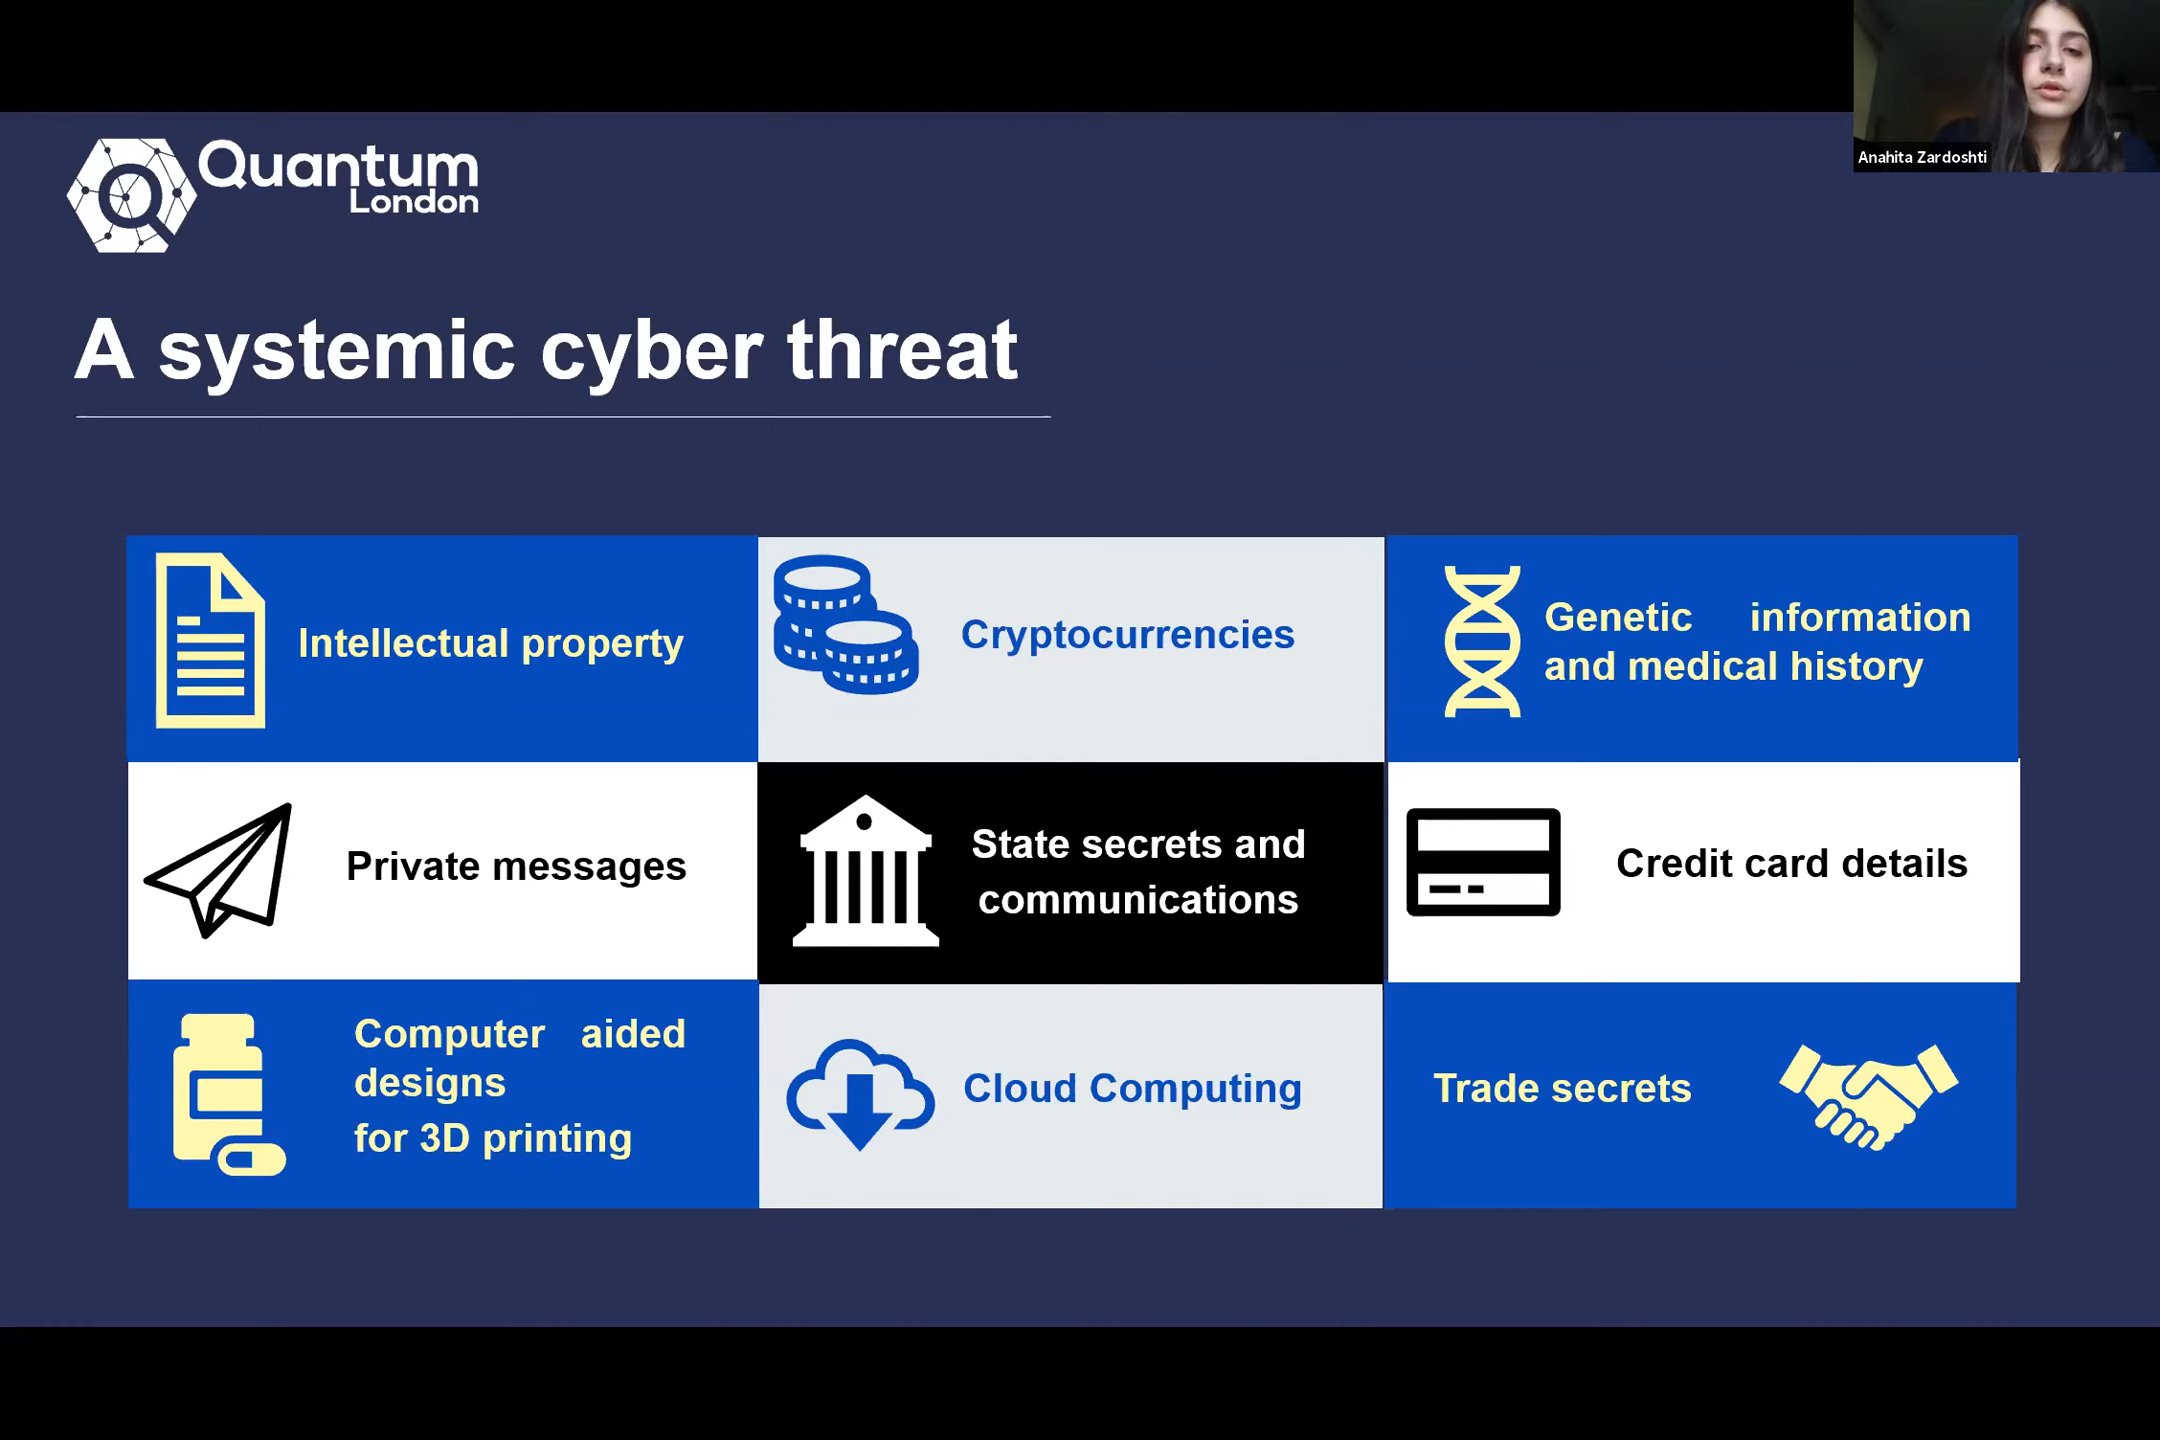 Quantum
London
Anahita Zardoshti
A systemic cyber threat
Intellectual property
Cryptocurrencies
Genetic information
and medical history
Private messages
State secrets and
communications
Credit card details
Computer aided
designs
for 3D printing
Cloud Computing
Trade secrets